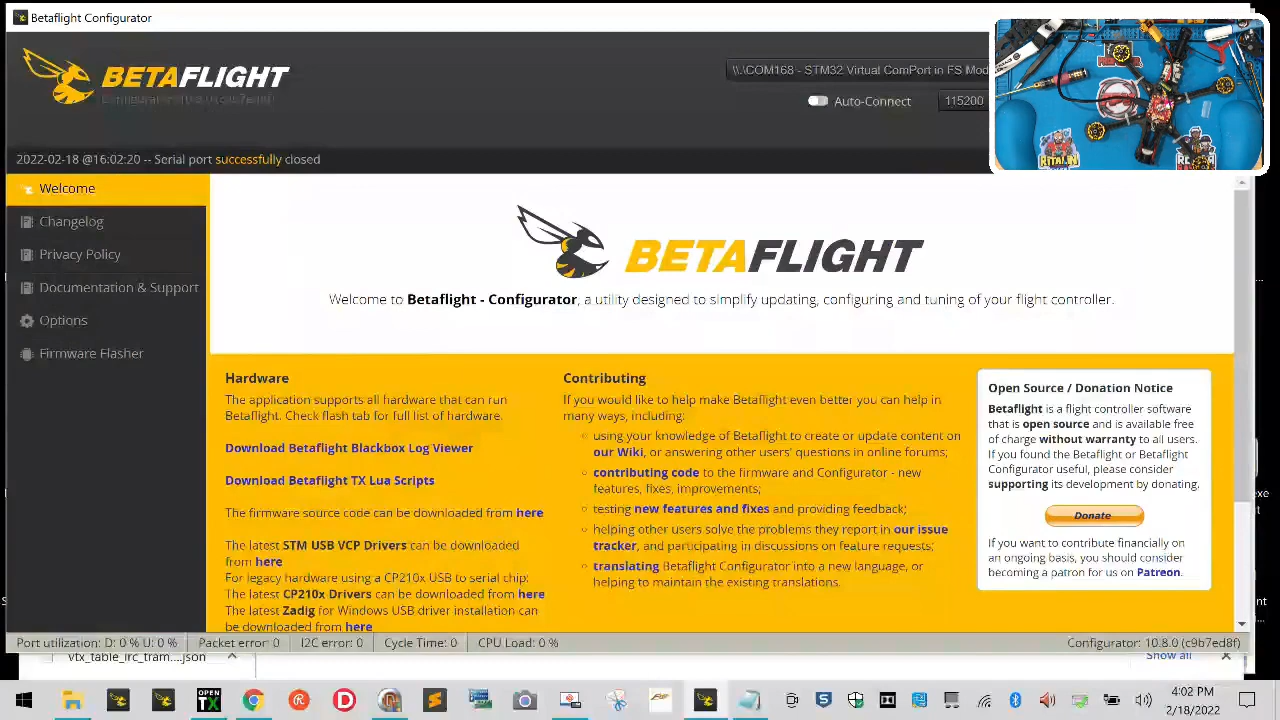 Betaflight Configurator
BETAFLIGHT
\\.\COM168 - STM32 Virtual ComPort in FS Mod
Auto-Connect
115200
2022-02-18 @16:02:20 -- Serial port successfully closed
Welcome
Changelog
Privacy Policy
Documentation & Support
Options
Firmware Flasher
BETAFLIGHT
Welcome to Betaflight - Configurator, a utility designed to simplify updating, configuring and tuning of your flight controller.
Hardware
The application supports all hardware that can run
Betaflight. Check flash tab for full list of hardware.
Download Betaflight Blackbox Log Viewer
Download Betaflight TX Lua Scripts
The firmware source code can be downloaded from here
The latest STM USB VCP Drivers can be downloaded
from here
For legacy hardware using a CP210x USB to serial chip:
The latest CP210x Drivers can be downloaded from here
The latest Zadig for Windows USB driver installation can
be downloaded from here
Contributing
If you would like to help make Betaflight even better you can help in
many ways, including:
using your knowledge of Betaflight to create or update content on
our Wiki, or answering other users' questions in online forums;
contributing code to the firmware and Configurator - new
features, fixes, improvements;
testing new features and fixes and providing feedback;
helping other users solve the problems they report in our issue
tracker, and participating in discussions on feature requests;
translating Betaflight Configurator into a new language, or
helping to maintain the existing translations.
Open Source / Donation Notice
Betaflight is a flight controller software
that is open source and is available free
of charge without warranty to all users.
If you found the Betaflight or Betaflight
Configurator useful, please consider
supporting its development by donating.
Donate
If you want to contribute financially on
an ongoing basis, you should consider
becoming a patron for us on Patreon.
Port utilization: D: 0 % U: 0 %
Packet error: 0
I2C error: 0
Cycle Time: 0
CPU Load: 0 %
Configurator: 10.8.0 (c9b7ed8f)
vtx_table_irc_tram....json
Show all
OPEN
TX
4:02 PM
2/18/2022